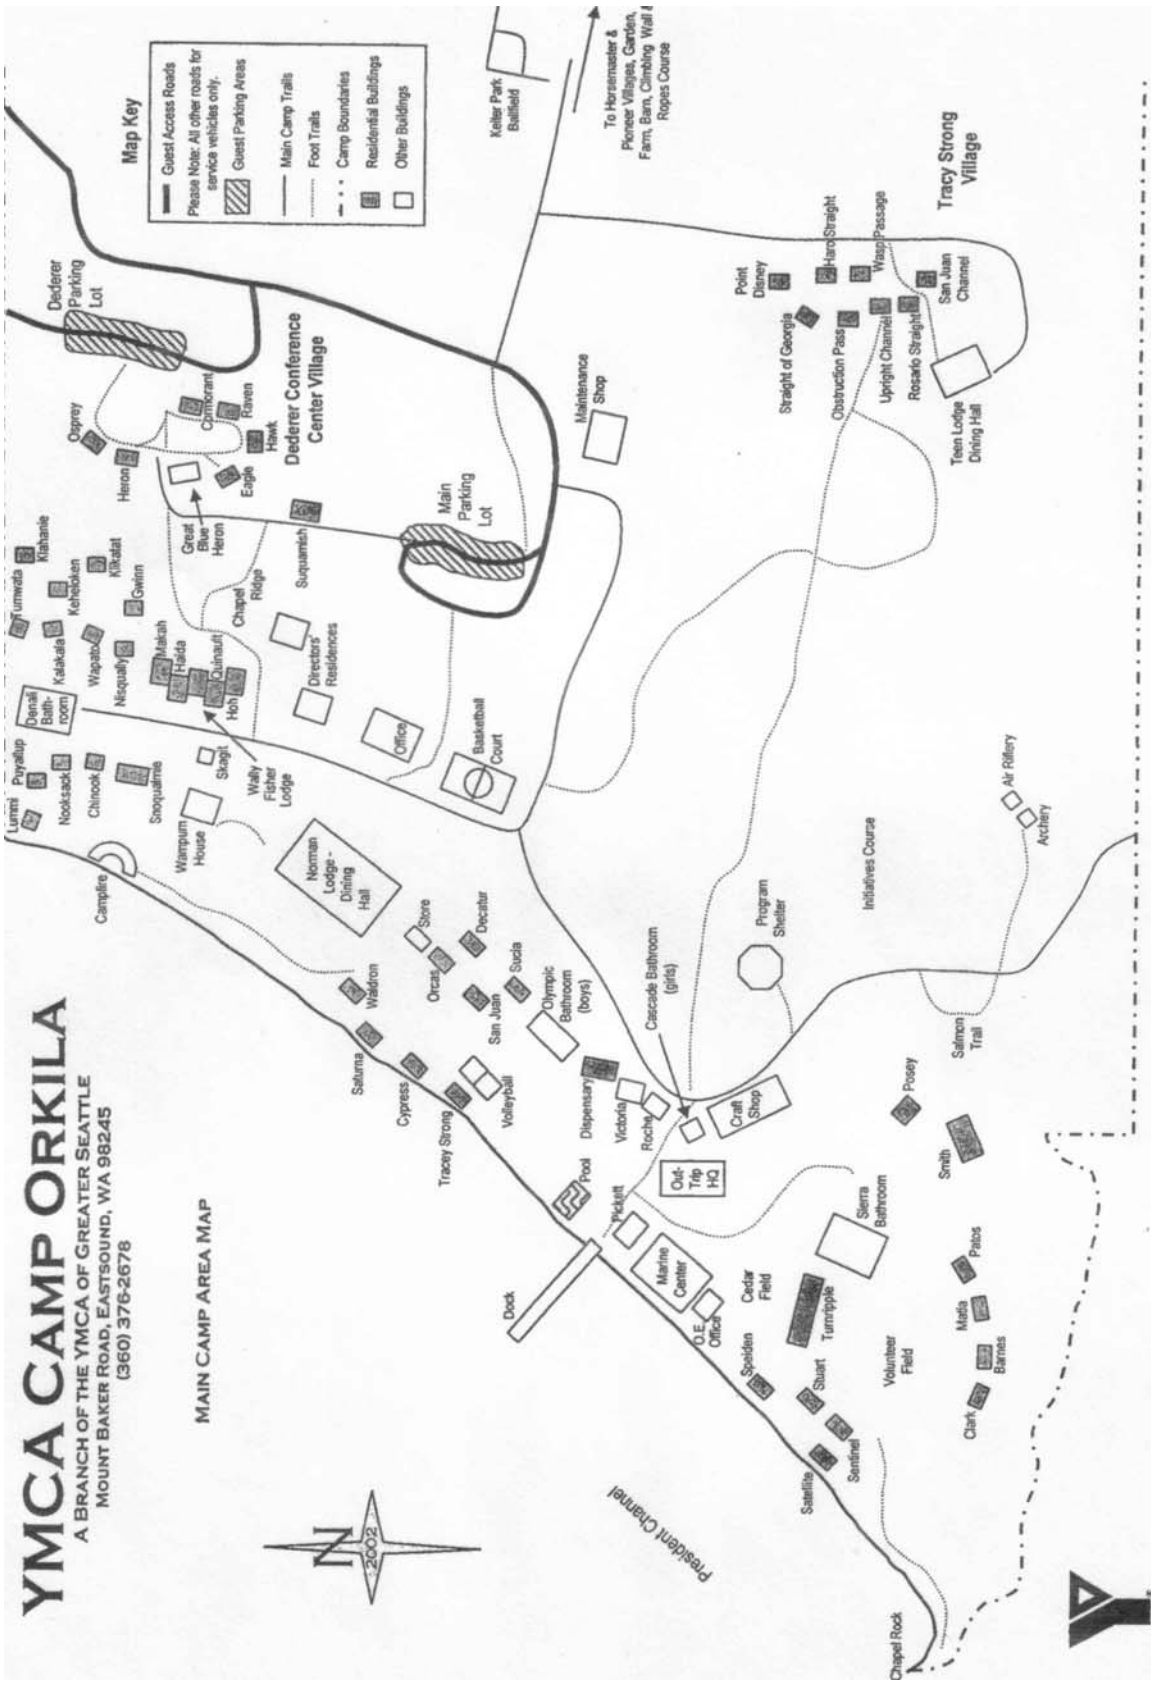 YMCA CAMP ORKILA
A BRANCH OF THE YMCA OF GREATER SEATTLE
MOUNT BAKER ROAD, EASTSOUND, WA 98245
(360) 376-2678
MAIN CAMP AREA MAP
Map Key
Guest Access Roads
Please Note: All other roads for
service vehicles only.
Guest Parking Areas
Main Camp Trails
Foot Trails
Camp Boundaries
Residential Buildings
Other Buildings
N
2002
Lummi
Puyallup
Nooksack
Chinook
Snoqualmie
Denali
Bath-
room
Tumwata
Klahanie
Kalakala
Keheloken
Wapato
Klikatat
Nisqually
Gwinn
Makah
Haida
Quinault
Hoh
Wally
Fisher
Lodge
Skagit
Wampum
House
Campfire
Osprey
Heron
Cormorant
Raven
Hawk
Eagle
Great
Blue
Heron
Dederer
Parking
Lot
Dederer Conference
Center Village
Chapel
Ridge
Suquamish
Directors'
Residences
Office
Main
Parking
Lot
Basketball
Court
Maintenance
Shop
Keller Park
Ballfield
To Horsemaster &
Pioneer Villages, Garden,
Farm, Barn, Climbing Wall &
Ropes Course
Norman
Lodge -
Dining
Hall
Store
Orcas
Decatur
San Juan
Sucia
Waldron
Saturna
Cypress
Tracey Strong
Volleyball
Olympic
Bathroom
(boys)
Dispensary
Victoria
Roche
Cascade Bathroom
(girls)
Craft
Shop
Out-
Trip
HQ
Pool
Pickett
Dock
Marine
Center
O.E.
Office
Cedar
Field
Program
Shelter
Initiatives Course
Air Riflery
Archery
Salmon
Trail
Posey
Smith
Sierra
Bathroom
Turnripple
Speiden
Stuart
Sentinel
Satellite
Volunteer
Field
Patos
Matia
Barnes
Clark
President Channel
Chapel Rock
Point
Disney
Haro Straight
Wasp Passage
Straight of Georgia
Obstruction Pass
Upright Channel
Rosario Straight
San Juan
Channel
Teen Lodge
Dining Hall
Tracy Strong
Village